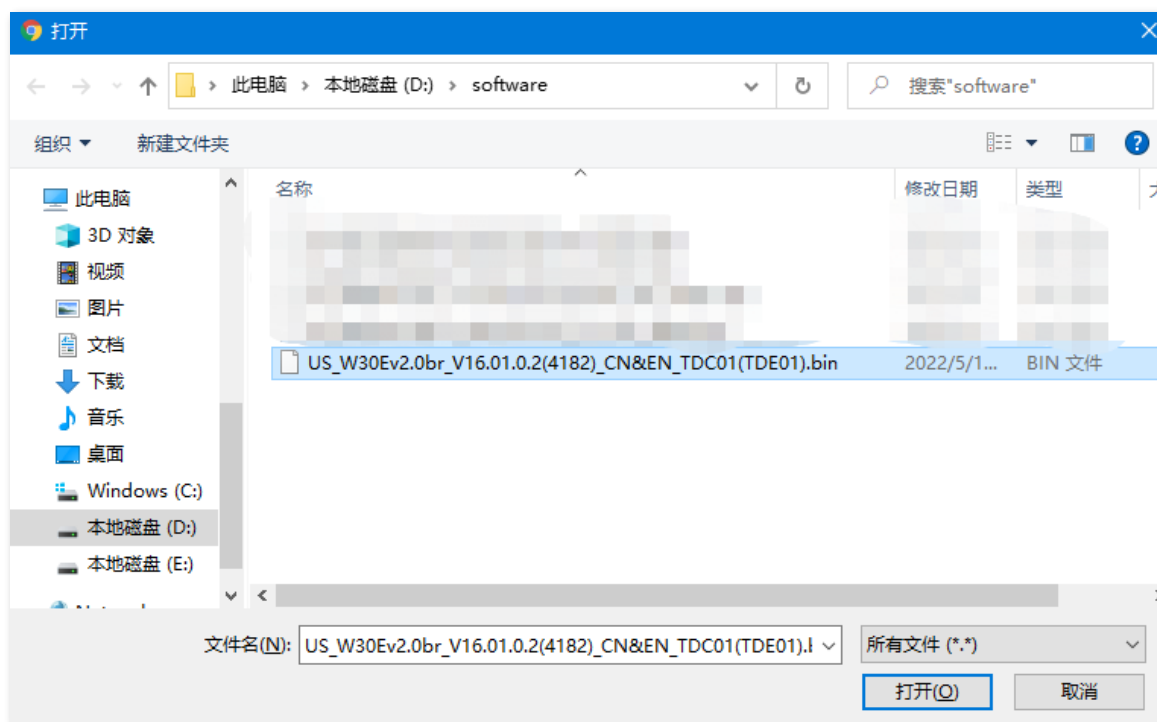 打开
此电脑 > 本地磁盘 (D:) > software
搜索"software"
组织
新建文件夹
名称
修改日期
类型
此电脑
3D 对象
视频
图片
文档
下载
音乐
桌面
Windows (C:)
本地磁盘 (D:)
本地磁盘 (E:)
US_W30Ev2.0br_V16.01.0.2(4182)_CN&EN_TDC01(TDE01).bin
2022/5/1...
BIN 文件
文件名(N):
US_W30Ev2.0br_V16.01.0.2(4182)_CN&EN_TDC01(TDE01).
所有文件 (*.*)
打开(O)
取消